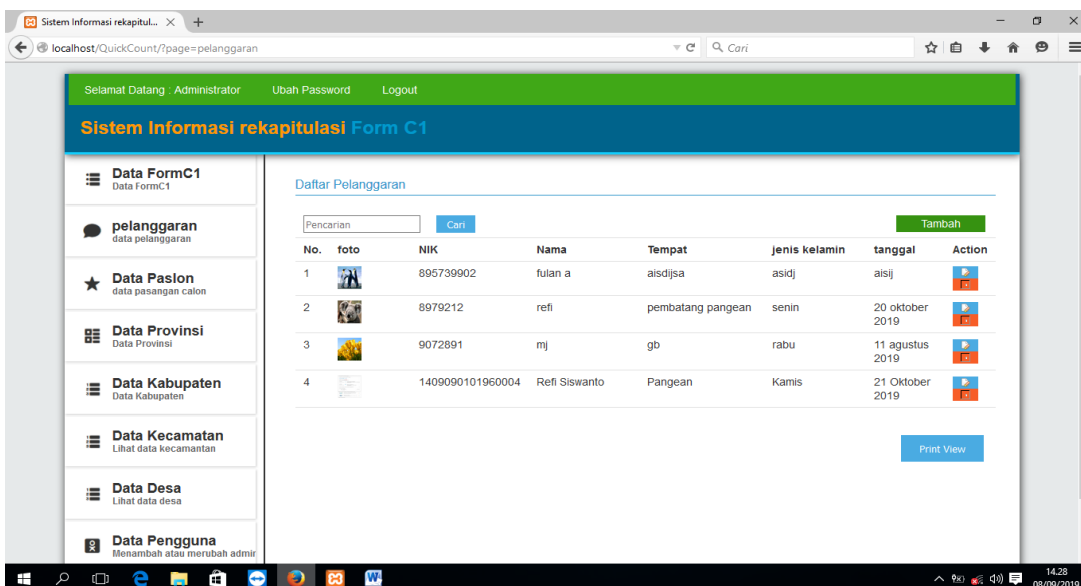 Sistem Informasi rekapitul...
localhost/QuickCount/?page=pelanggaran
Cari
Selamat Datang : Administrator Ubah Password Logout
Sistem Informasi rekapitulasi Form C1
Data FormC1
Data FormC1
pelanggaran
data pelanggaran
Data Paslon
data pasangan calon
Data Provinsi
Data Provinsi
Data Kabupaten
Data Kabupaten
Data Kecamatan
Lihat data kecamantan
Data Desa
Lihat data desa
Data Pengguna
Menambah atau merubah admir
Daftar Pelanggaran
Pencarian Cari Tambah
No. foto NIK Nama Tempat jenis kelamin tanggal Action
1 895739902 fulan a aisdijsa asidj aisij
2 8979212 refi pembatang pangean senin 20 oktober
2019
3 9072891 mj gb rabu 11 agustus
2019
4 1409090101960004 Refi Siswanto Pangean Kamis 21 Oktober
2019
Print View
14.28
08/09/2019